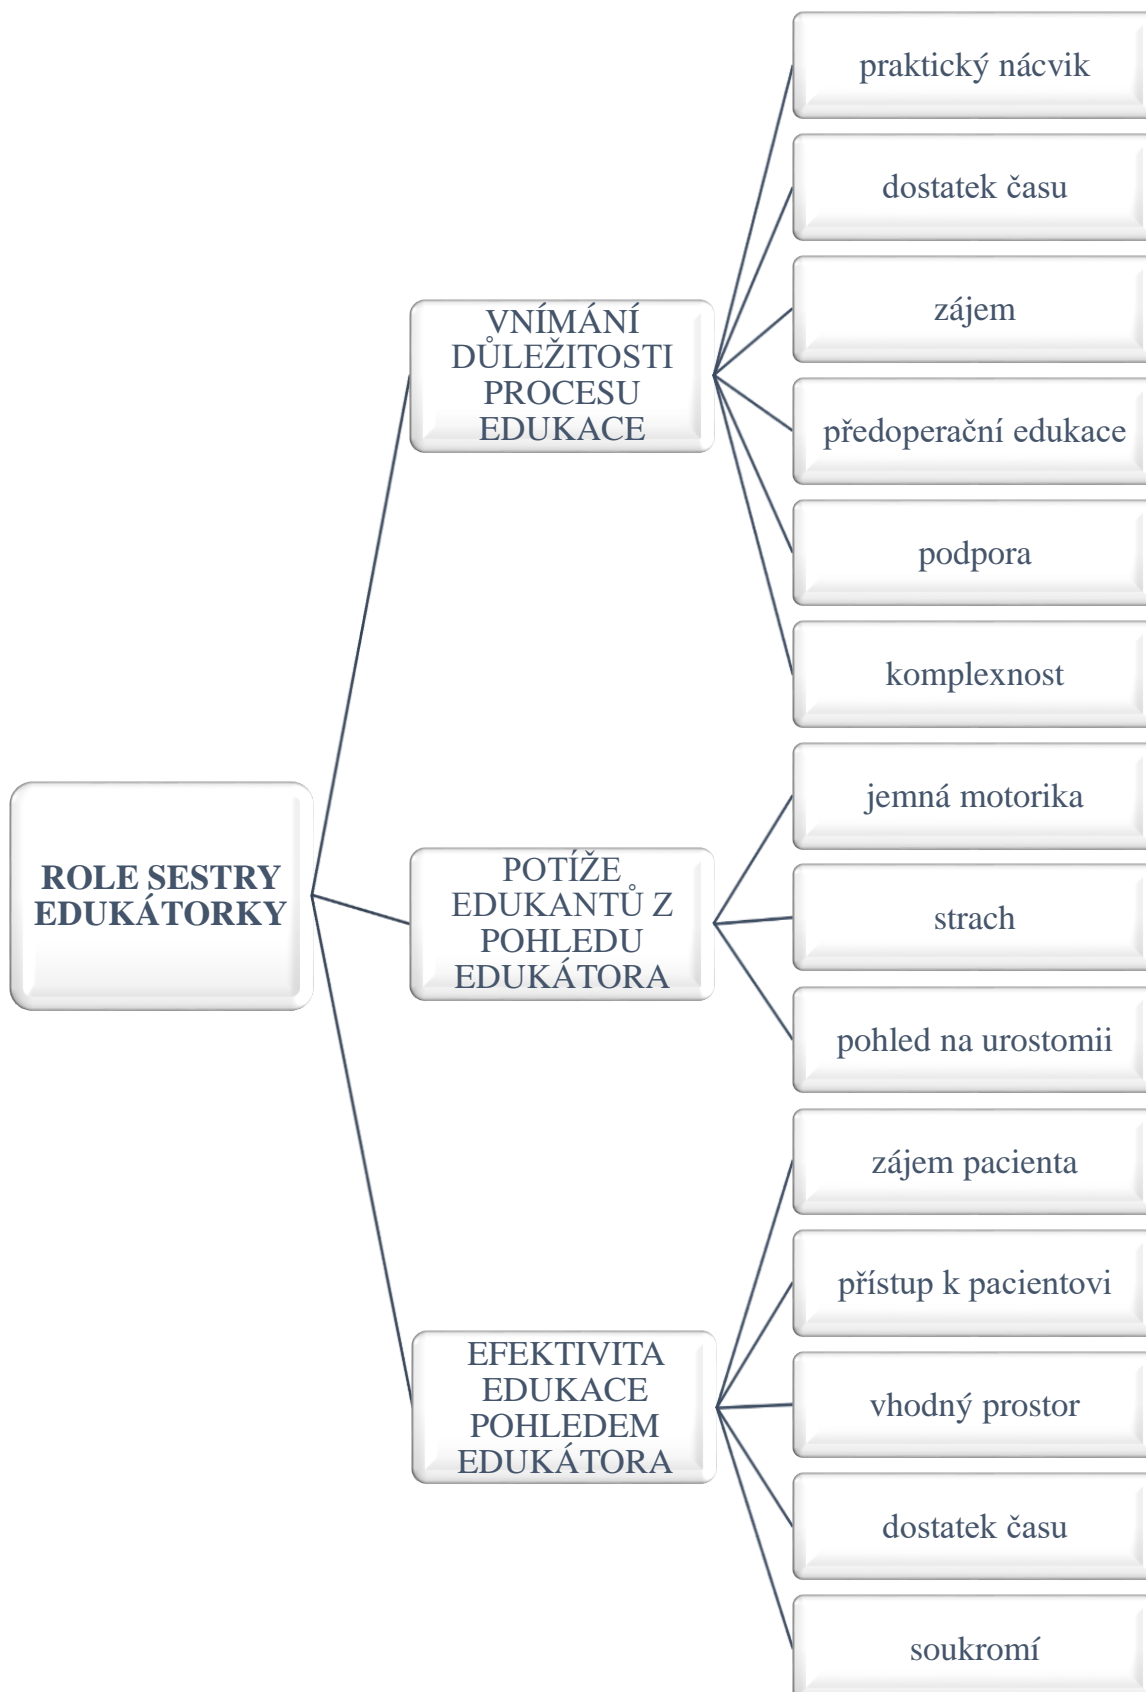 ROLE SESTRY
EDUKÁTORKY
VNÍMÁNÍ
DŮLEŽITOSTI
PROCESU
EDUKACE
praktický nácvik
dostatek času
zájem
předoperační edukace
podpora
komplexnost
POTÍŽE
EDUKANTŮ Z
POHLEDU
EDUKÁTORA
jemná motorika
strach
pohled na urostomii
EFEKTIVITA
EDUKACE
POHLEDEM
EDUKÁTORA
zájem pacienta
přístup k pacientovi
vhodný prostor
dostatek času
soukromí